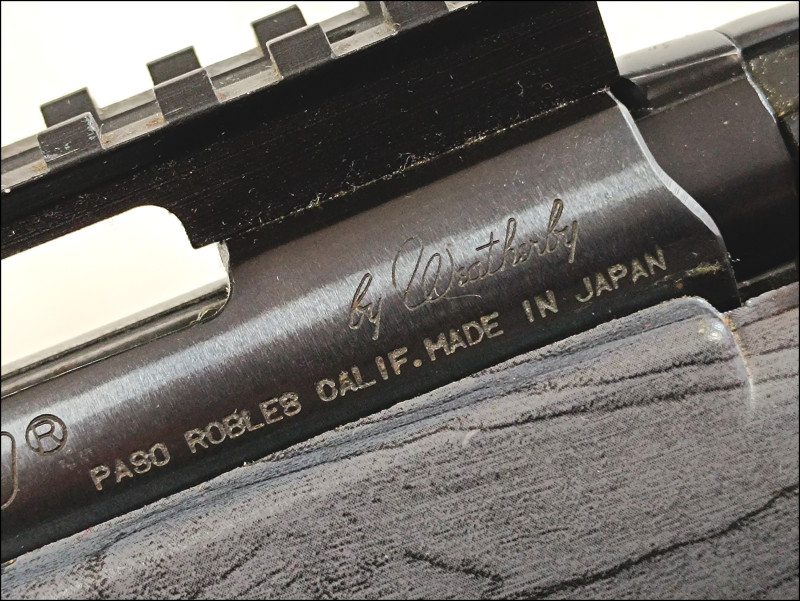 by Weatherby
® PASO ROBLES CALIF. MADE IN JAPAN